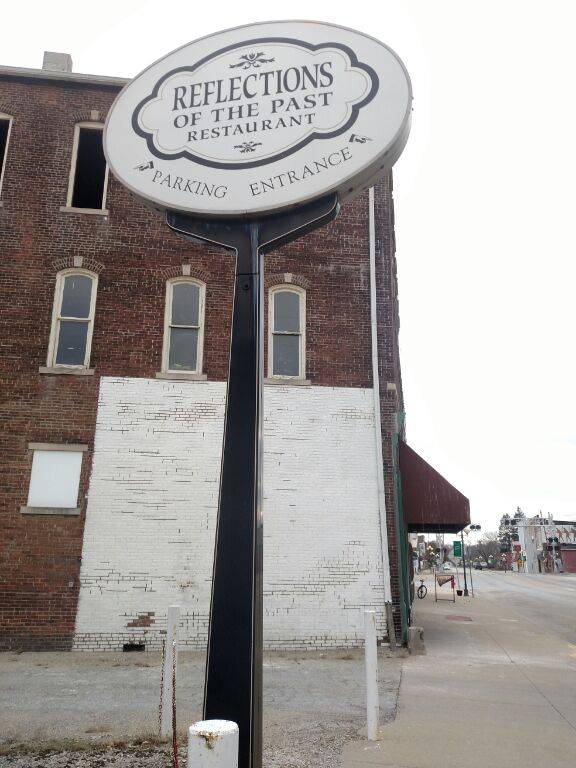 REFLECTIONS
OF THE PAST
RESTAURANT
PARKING ENTRANCE